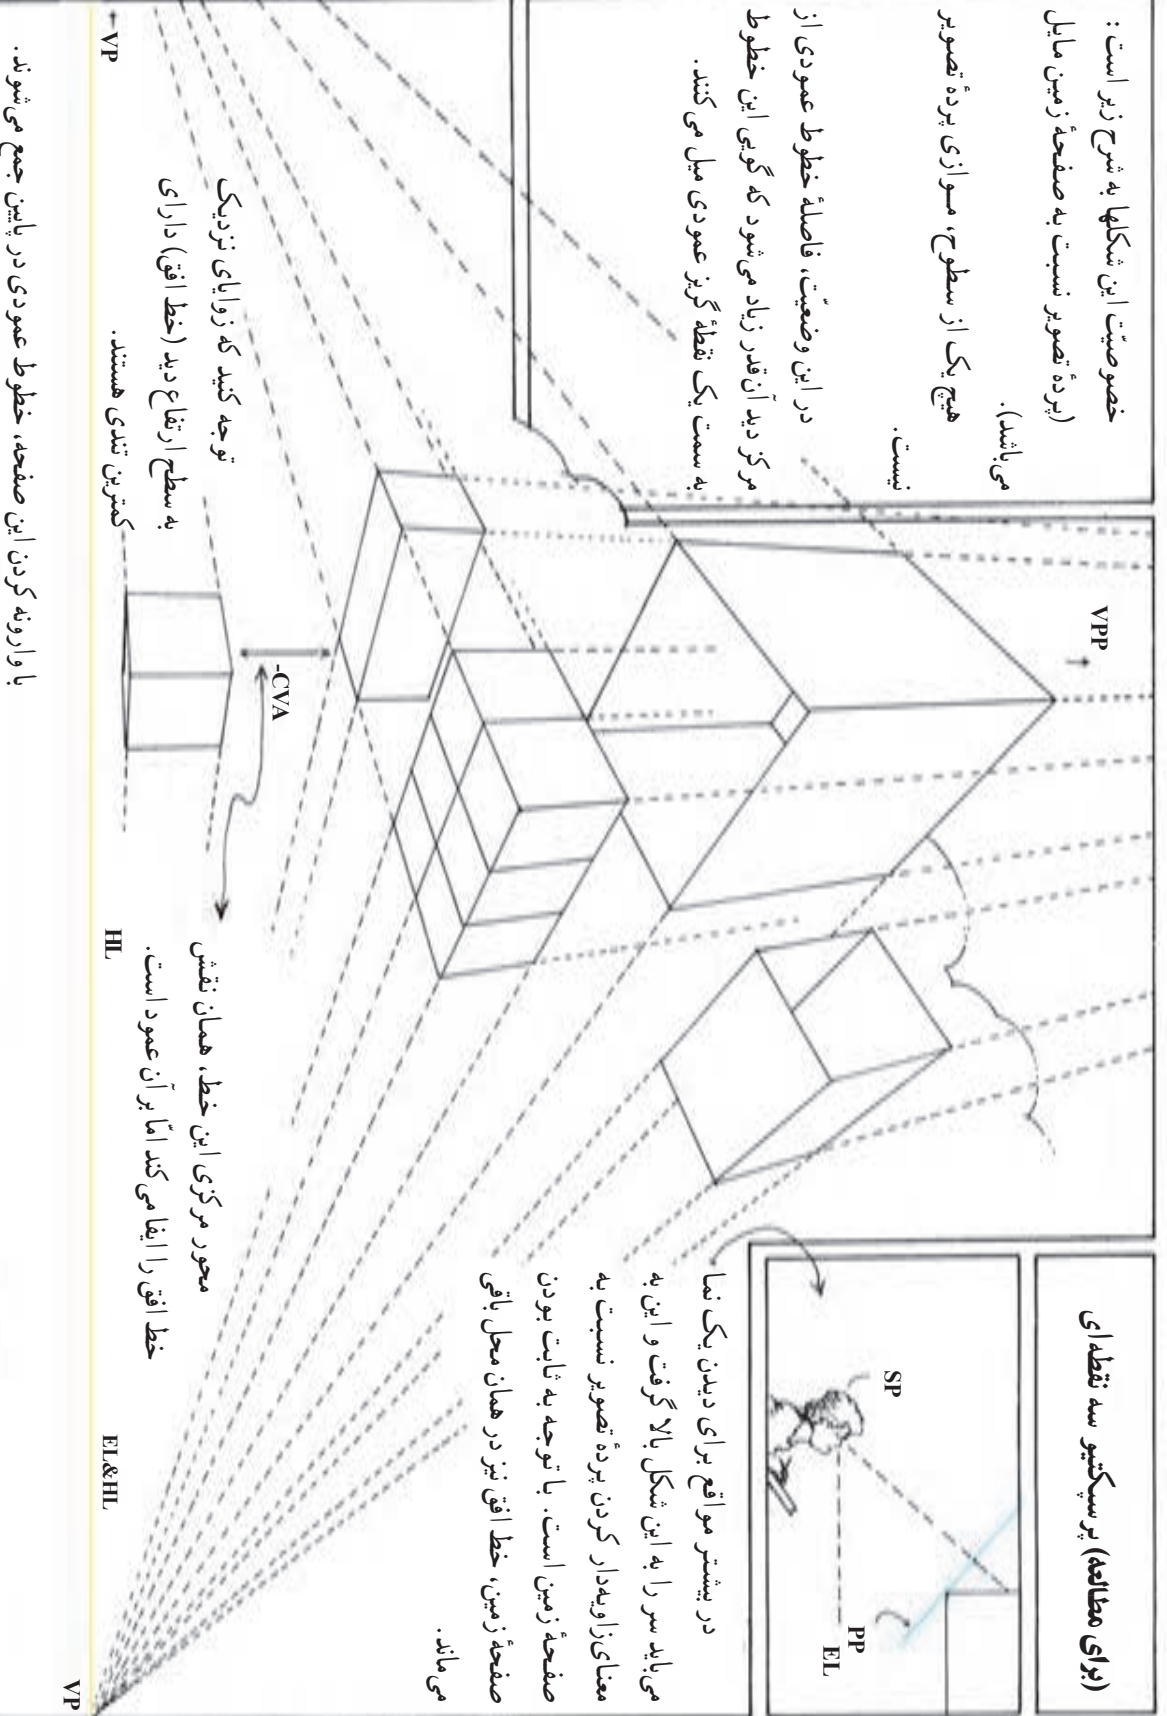 (برای مطالعه) پرسپکتیو سه نقطه‌ای
خصوصیّت این شکلها به شرح زیر است :
(پردهٔ تصویر نسبت به صفحهٔ زمین مایل
می‌باشد).
هیچ یک از سطوح، موازی پردهٔ تصویر
نیست.
در این وضعیّت، فاصلهٔ خطوط عمودی از
مرکز دید آن‌قدر زیاد می‌شود که گویی این خطوط
به سمت یک نقطهٔ گریز عمودی میل می‌کنند.
VPP
SP
PP
EL
در بیشتر مواقع برای دیدن یک نما
می‌باید سر را به این شکل بالا گرفت و این به
معنای زاویه‌دار کردن پردهٔ تصویر نسبت به
صفحهٔ زمین است. با توجه به ثابت بودن
صفحهٔ زمین، خط افق نیز در همان محل باقی
می‌ماند.
توجه کنید که زوایای نزدیک
به سطح ارتفاع دید (خط افق) دارای
کمترین تندی هستند.
-CVA
محور مرکزی این خط، همان نقش
خط افق را ایفا می‌کند امّا بر آن عمود است.
←VP
HL
EL&HL
VP
با وارونه کردن این صفحه، خطوط عمودی در پایین جمع می‌شوند.